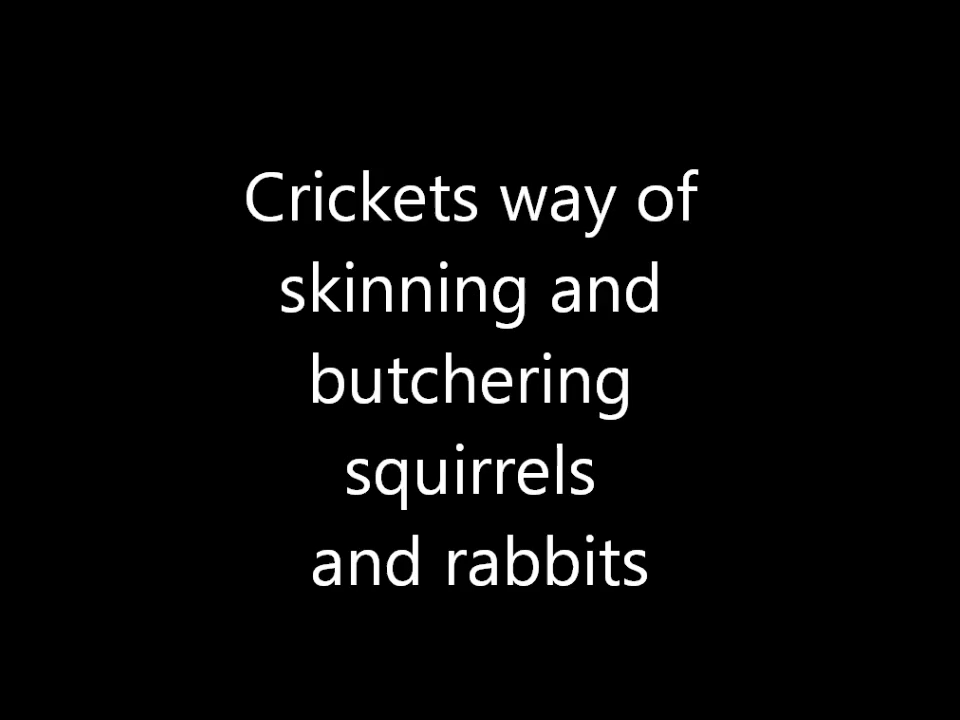 Crickets way of
skinning and
butchering
squirrels
and rabbits